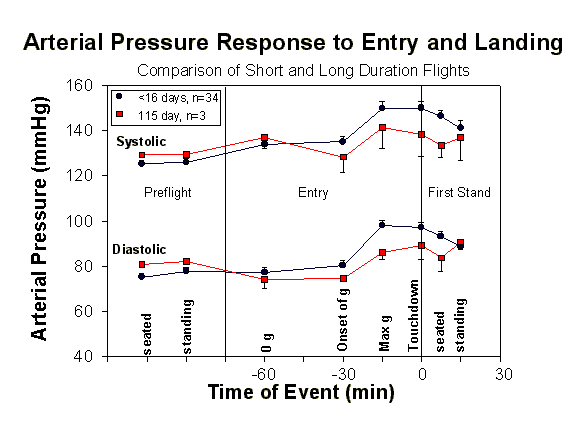 Arterial Pressure Response to Entry and Landing
Comparison of Short and Long Duration Flights
Arterial Pressure (mmHg)
160
140
120
100
80
60
40
<16 days, n=34
115 day, n=3
Systolic
Preflight
Entry
First Stand
Diastolic
seated
standing
0 g
Onset of g
Max g
Touchdown
seated
standing
-60
-30
0
30
Time of Event (min)